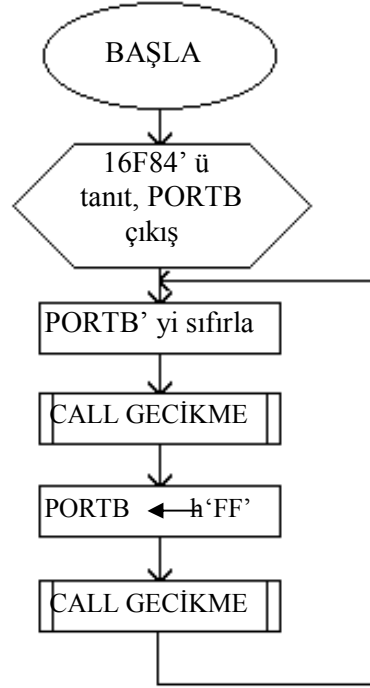 BAŞLA
16F84' ü
tanıt, PORTB
çıkış
PORTB' yi sıfırla
CALL GECİKME
PORTB h‘FF’
CALL GECİKME